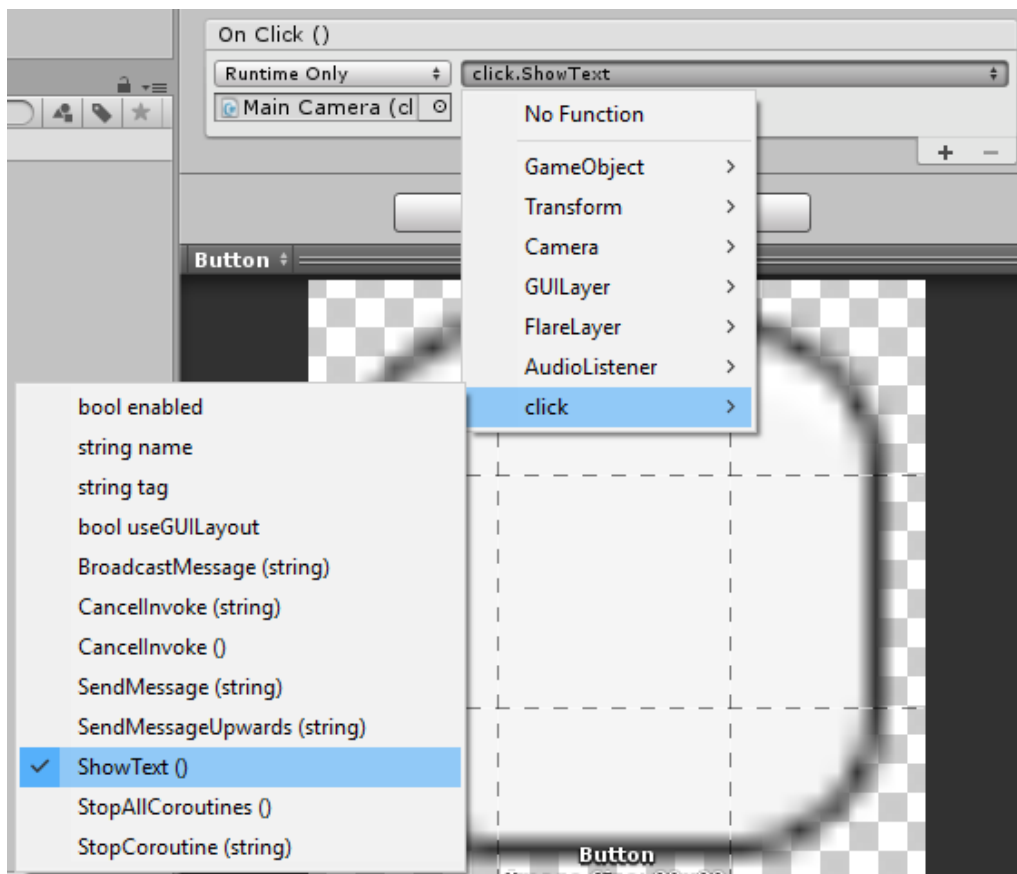 On Click ()
Runtime Only
click.ShowText
Main Camera (cl
No Function
GameObject
Transform
Camera
GUILayer
FlareLayer
AudioListener
click
Button
bool enabled
string name
string tag
bool useGUILayout
BroadcastMessage (string)
CancelInvoke (string)
CancelInvoke ()
SendMessage (string)
SendMessageUpwards (string)
ShowText ()
StopAllCoroutines ()
StopCoroutine (string)
Button